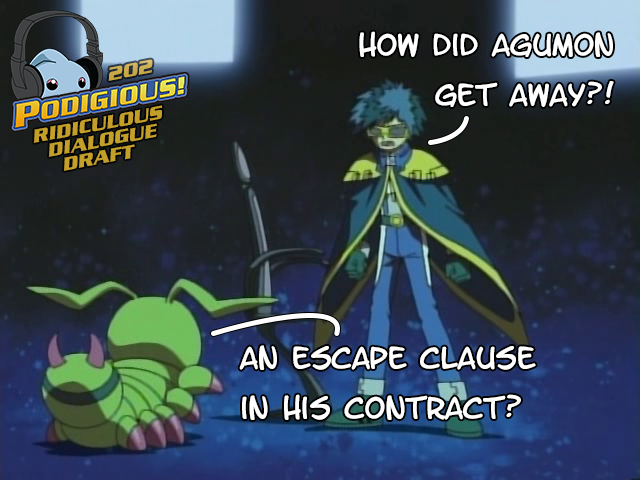 202
PODIGIOUS!
RIDICULOUS
DIALOGUE
DRAFT
HOW DID AGUMON
GET AWAY?!
AN ESCAPE CLAUSE
IN HIS CONTRACT?